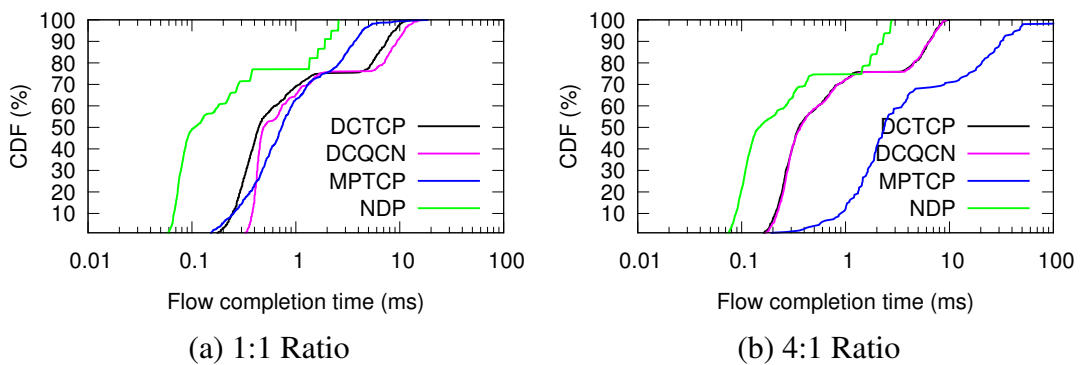 CDF (%)
100
90
80
70
60
50
40
30
20
10
DCTCP
DCQCN
MPTCP
NDP
0.01 0.1 1 10 100
Flow completion time (ms)
(a) 1:1 Ratio
CDF (%)
100
90
80
70
60
50
40
30
20
10
DCTCP
DCQCN
MPTCP
NDP
0.01 0.1 1 10 100
Flow completion time (ms)
(b) 4:1 Ratio